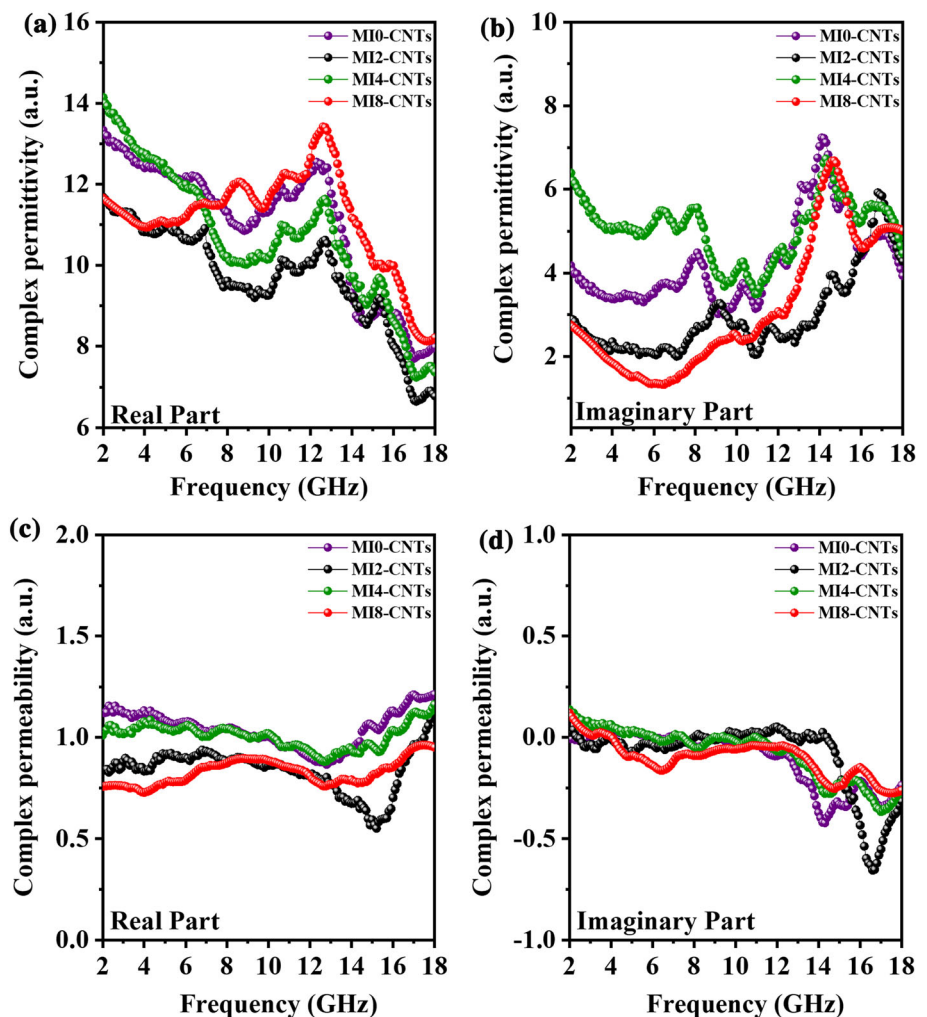 (a)
MI0-CNTs
MI2-CNTs
MI4-CNTs
MI8-CNTs
Complex permittivity (a.u.)
16
14
12
10
8
6
Real Part
2 4 6 8 10 12 14 16 18
Frequency (GHz)
(b)
MI0-CNTs
MI2-CNTs
MI4-CNTs
MI8-CNTs
Complex permittivity (a.u.)
10
8
6
4
2
Imaginary Part
2 4 6 8 10 12 14 16 18
Frequency (GHz)
(c)
MI0-CNTs
MI2-CNTs
MI4-CNTs
MI8-CNTs
Complex permeability (a.u.)
2.0
1.5
1.0
0.5
0.0
Real Part
2 4 6 8 10 12 14 16 18
Frequency (GHz)
(d)
MI0-CNTs
MI2-CNTs
MI4-CNTs
MI8-CNTs
Complex permeability (a.u.)
1.0
0.5
0.0
-0.5
-1.0
Imaginary Part
2 4 6 8 10 12 14 16 18
Frequency (GHz)